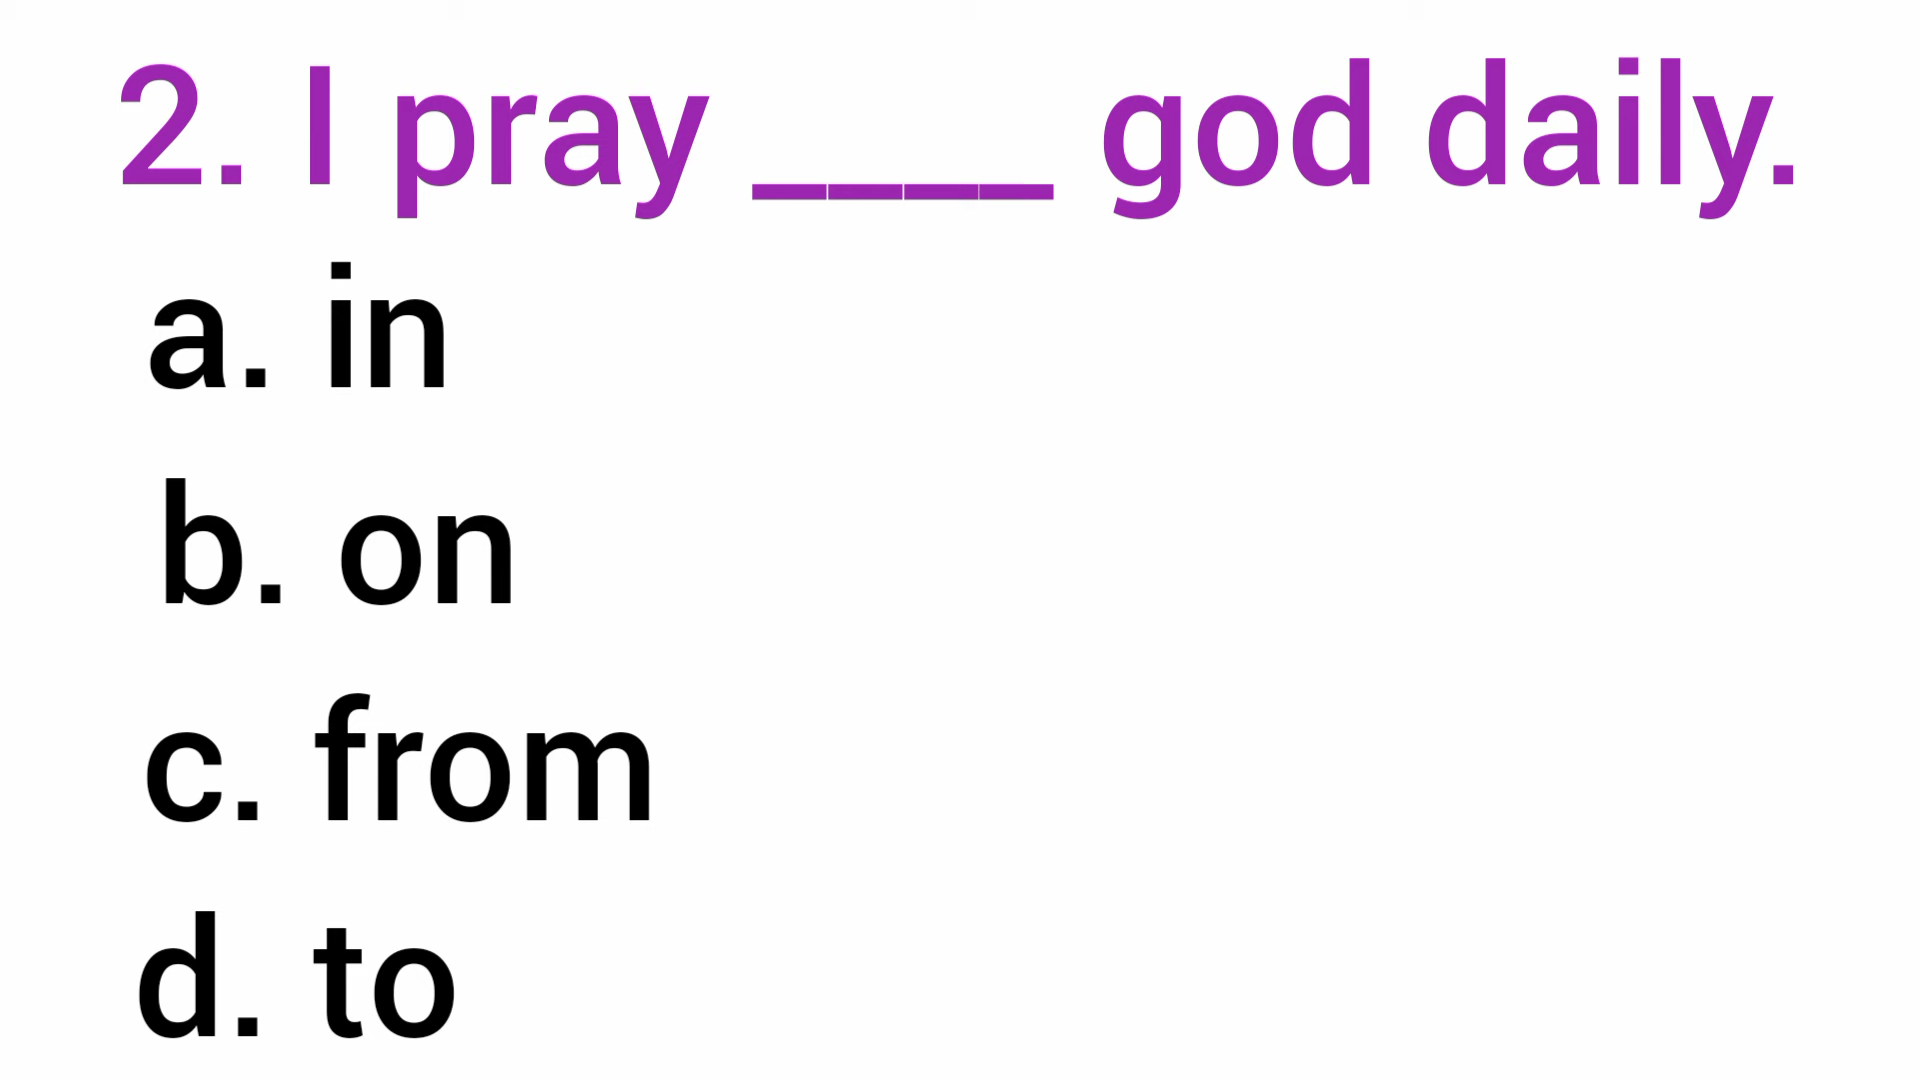 2. I pray ____ god daily.
a. in
b. on
c. from
d. to